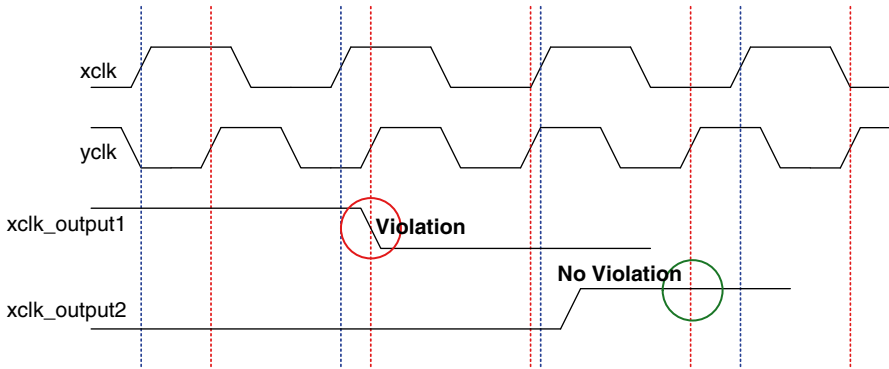 xclk
yclk
xclk_output1
Violation
No Violation
xclk_output2